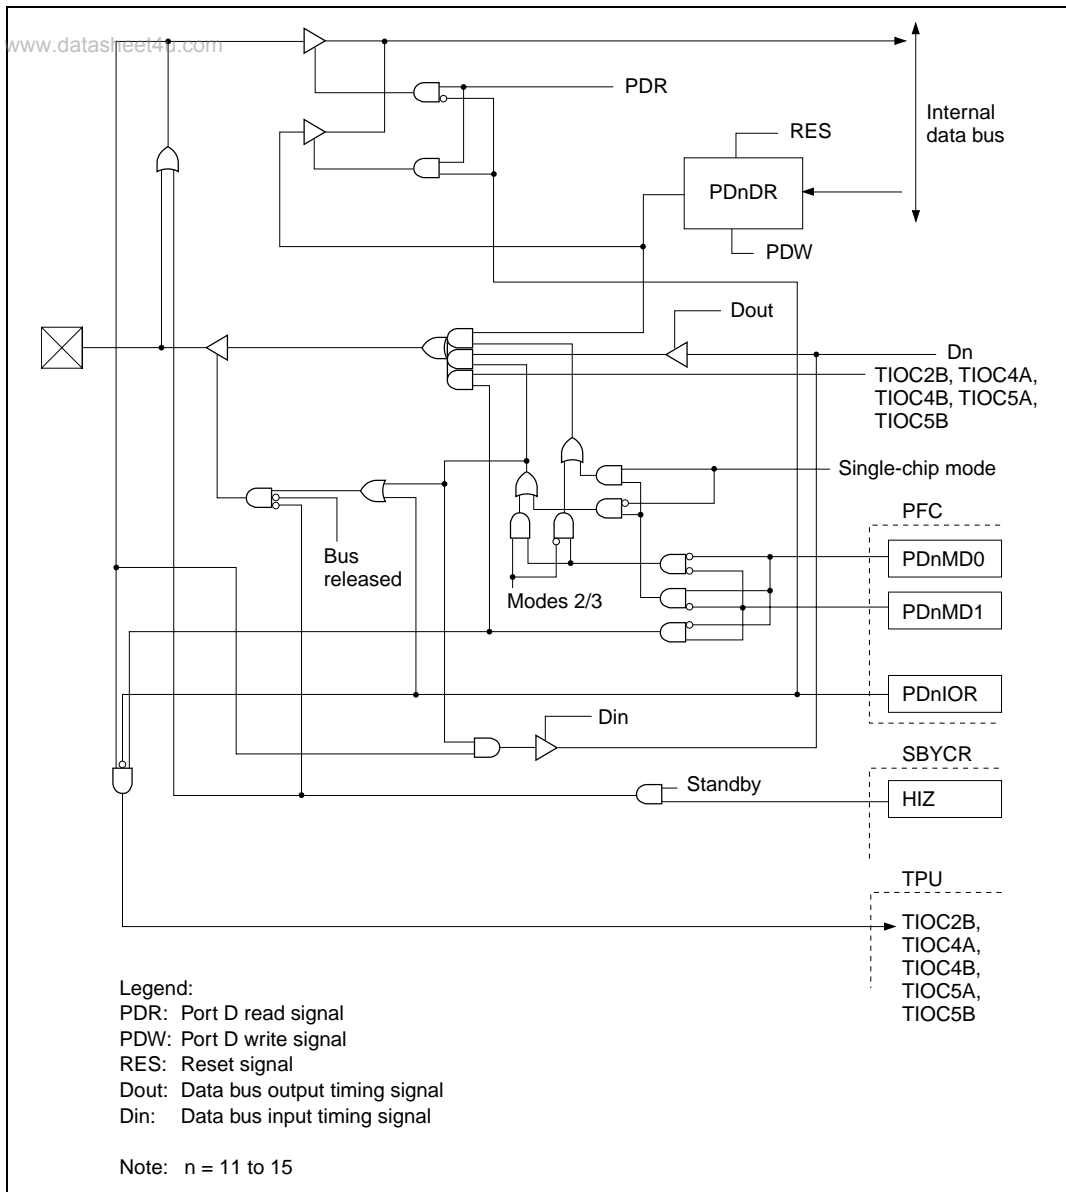 www.datasheet4u.com
PDR
Internal
data bus
RES
PDnDR
PDW
Dout
Dn
TIOC2B, TIOC4A,
TIOC4B, TIOC5A,
TIOC5B
Single-chip mode
PFC
Bus
released
PDnMD0
Modes 2/3
PDnMD1
PDnIOR
Din
SBYCR
Standby
HIZ
TPU
TIOC2B,
TIOC4A,
TIOC4B,
TIOC5A,
TIOC5B
Legend:
PDR: Port D read signal
PDW: Port D write signal
RES: Reset signal
Dout: Data bus output timing signal
Din: Data bus input timing signal
Note: n = 11 to 15